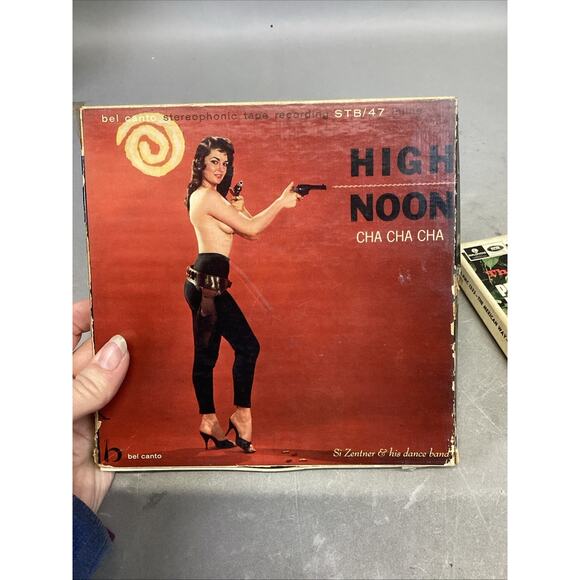 bel canto stereophonic tape recording STB/47
HIGH
NOON
CHA CHA CHA
b bel canto
Si Zentner & his dance band